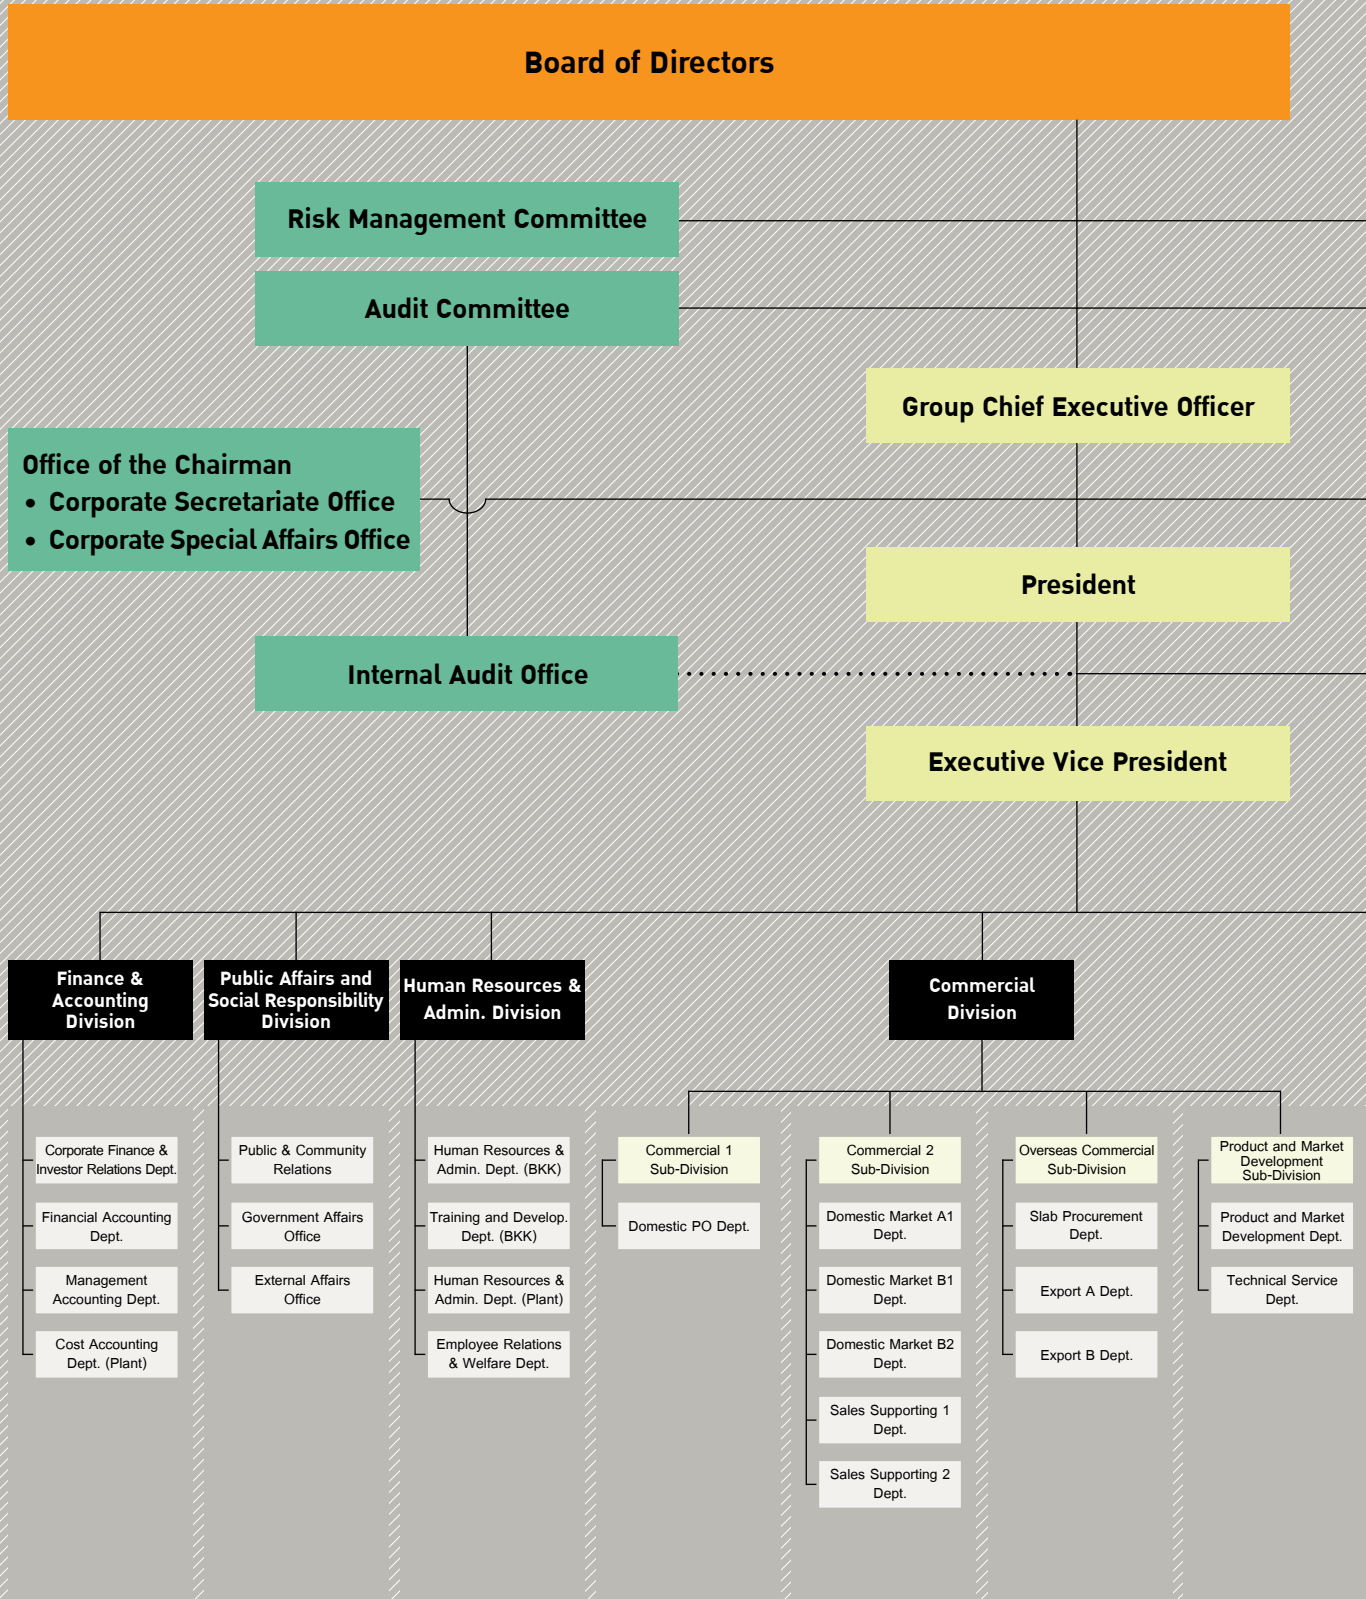 Board of Directors
Risk Management Committee
Audit Committee
Group Chief Executive Officer
Office of the Chairman
• Corporate Secretariate Office
• Corporate Special Affairs Office
President
Internal Audit Office
Executive Vice President
Finance &
Accounting
Division
Public Affairs and
Social Responsibility
Division
Human Resources &
Admin. Division
Commercial
Division
Corporate Finance &
Investor Relations Dept.
Financial Accounting
Dept.
Management
Accounting Dept.
Cost Accounting
Dept. (Plant)
Public & Community
Relations
Government Affairs
Office
External Affairs
Office
Human Resources &
Admin. Dept. (BKK)
Training and Develop.
Dept. (BKK)
Human Resources &
Admin. Dept. (Plant)
Employee Relations
& Welfare Dept.
Commercial 1
Sub-Division
Domestic PO Dept.
Commercial 2
Sub-Division
Domestic Market A1
Dept.
Domestic Market B1
Dept.
Domestic Market B2
Dept.
Sales Supporting 1
Dept.
Sales Supporting 2
Dept.
Overseas Commercial
Sub-Division
Slab Procurement
Dept.
Export A Dept.
Export B Dept.
Product and Market
Development
Sub-Division
Product and Market
Development Dept.
Technical Service
Dept.